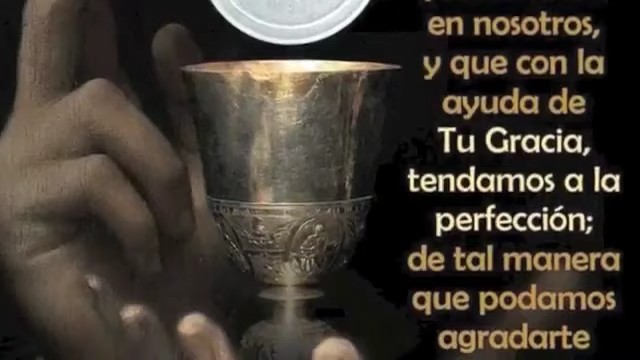 en nosotros,
y que con la
ayuda de
Tu Gracia,
tendamos a la
perfección;
de tal manera
que podamos
agradarte